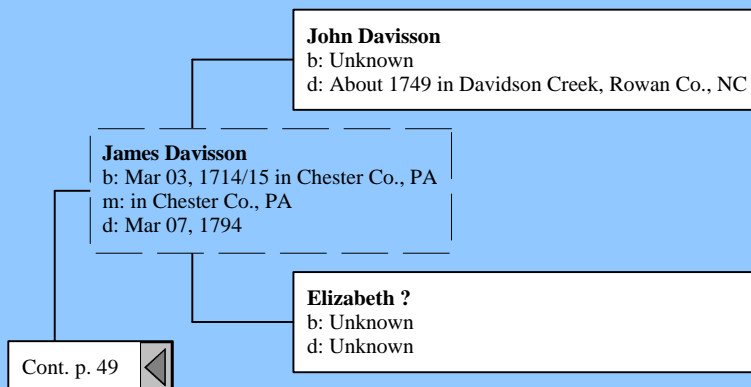 John Davisson
b: Unknown
d: About 1749 in Davidson Creek, Rowan Co., NC
James Davisson
b: Mar 03, 1714/15 in Chester Co., PA
m: in Chester Co., PA
d: Mar 07, 1794
Elizabeth ?
b: Unknown
d: Unknown
Cont. p. 49